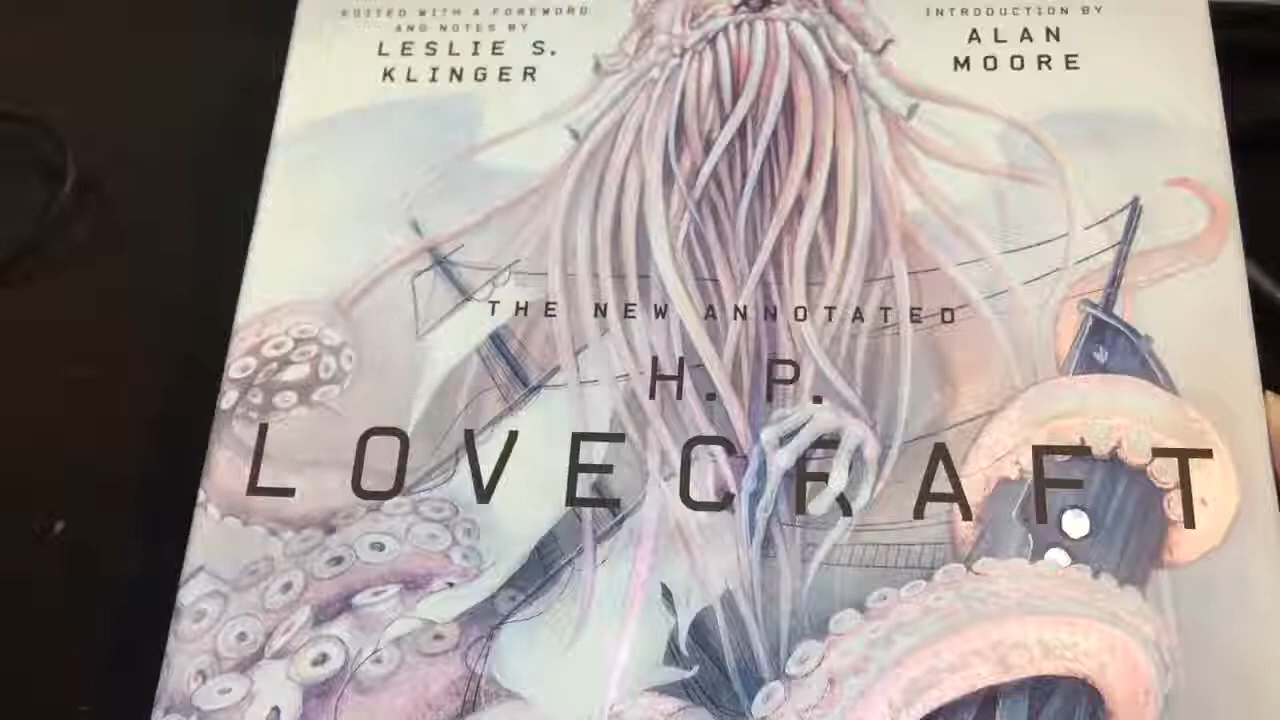 EDITED WITH A FOREWORD
AND NOTES BY
LESLIE S.
KLINGER
INTRODUCTION BY
ALAN
MOORE
THE NEW ANNOTATED
H. P.
LOVECRAFT